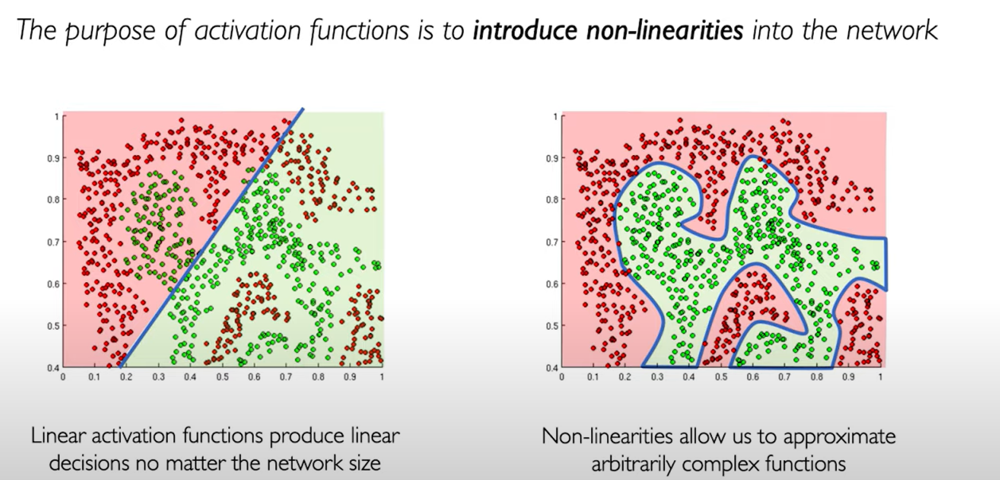 The purpose of activation functions is to introduce non-linearities into the network
1
0.9
0.8
0.7
0.6
0.5
0.4
0 0.1 0.2 0.3 0.4 0.5 0.6 0.7 0.8 0.9 1
1
0.9
0.8
0.7
0.6
0.5
0.4
0 0.1 0.2 0.3 0.4 0.5 0.6 0.7 0.8 0.9 1
Linear activation functions produce linear
decisions no matter the network size
Non-linearities allow us to approximate
arbitrarily complex functions